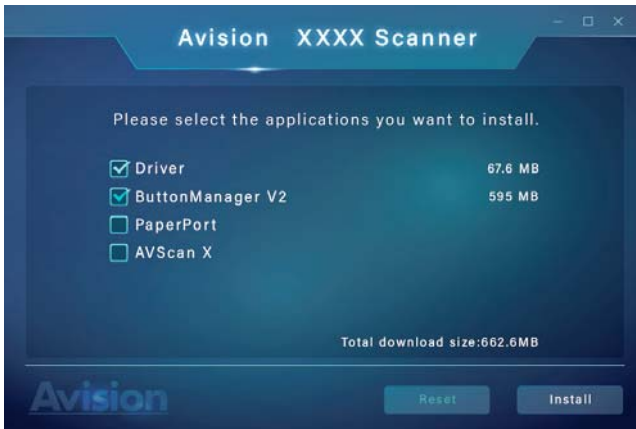 Avision XXXX Scanner
Please select the applications you want to install.
Driver 67.6 MB
ButtonManager V2 595 MB
PaperPort
AVScan X
Total download size:662.6MB
Avision
Reset
Install